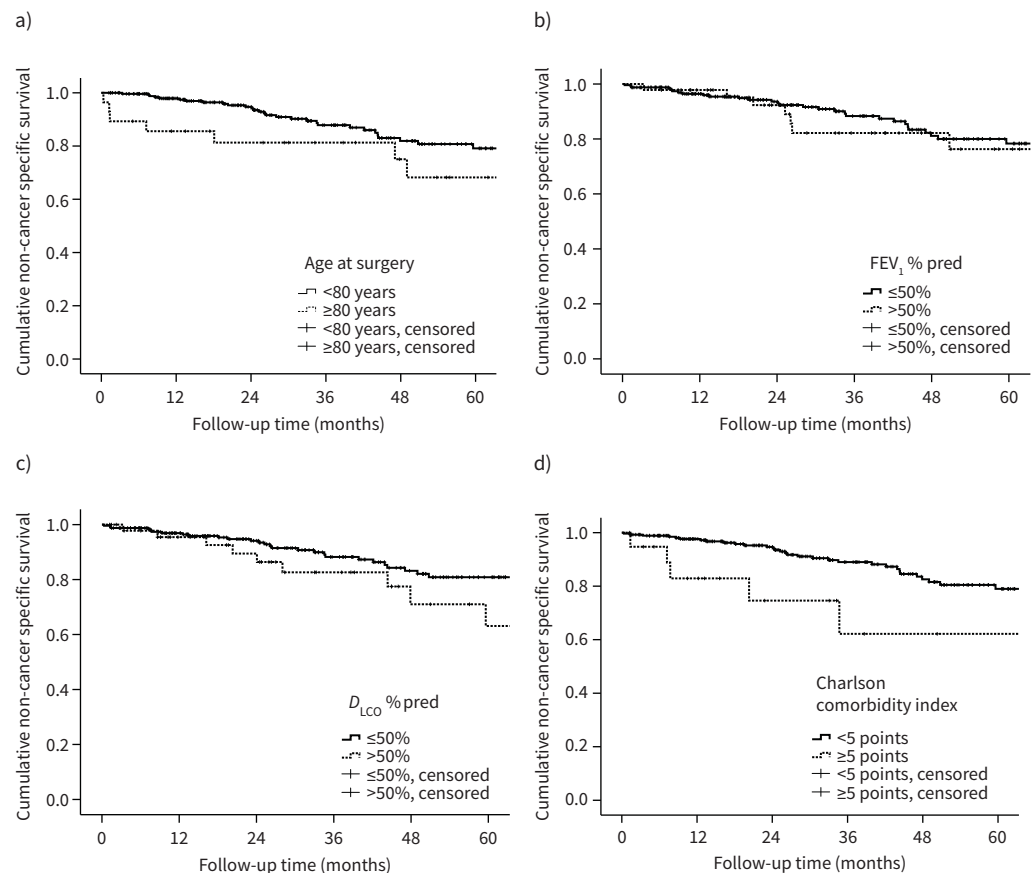 a)
Cumulative non-cancer specific survival
1.0
0.8
0.6
0.4
0.2
0.0
Age at surgery
<80 years
≥80 years
<80 years, censored
≥80 years, censored
0 12 24 36 48 60
Follow-up time (months)
b)
Cumulative non-cancer specific survival
1.0
0.8
0.6
0.4
0.2
0.0
FEV₁ % pred
≤50%
>50%
≤50%, censored
>50%, censored
0 12 24 36 48 60
Follow-up time (months)
c)
Cumulative non-cancer specific survival
1.0
0.8
0.6
0.4
0.2
0.0
DLCO % pred
≤50%
>50%
≤50%, censored
>50%, censored
0 12 24 36 48 60
Follow-up time (months)
d)
Cumulative non-cancer specific survival
1.0
0.8
0.6
0.4
0.2
0.0
Charlson
comorbidity index
<5 points
≥5 points
<5 points, censored
≥5 points, censored
0 12 24 36 48 60
Follow-up time (months)